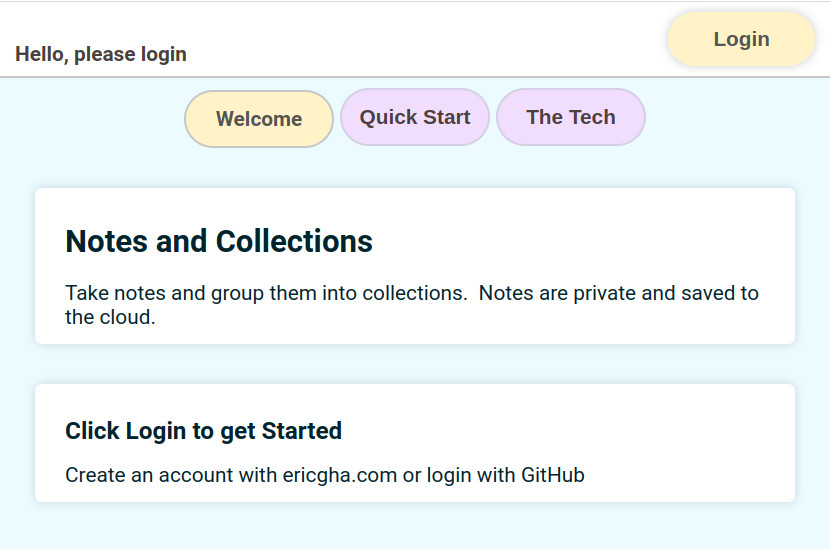 Hello, please login
Login
Welcome
Quick Start
The Tech
Notes and Collections
Take notes and group them into collections.  Notes are private and saved to
the cloud.
Click Login to get Started
Create an account with ericgha.com or login with GitHub